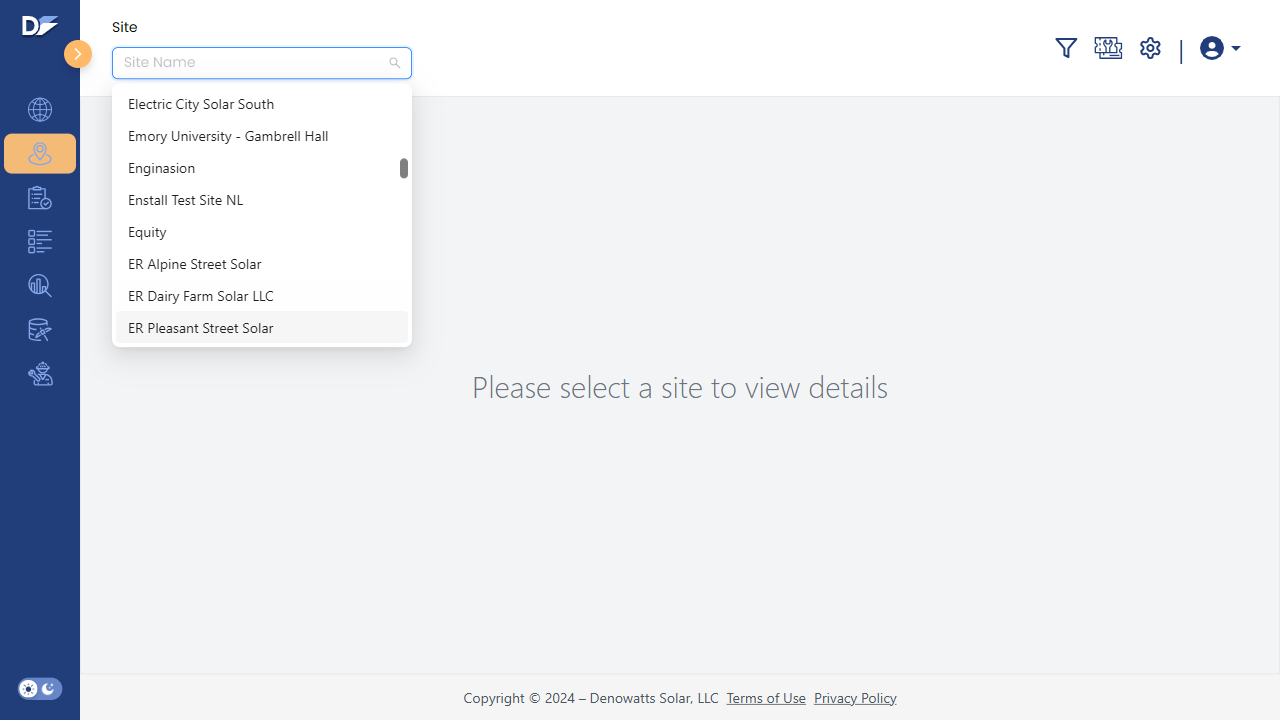 Site
Site Name
Electric City Solar South
Emory University - Gambrell Hall
Enginasion
Enstall Test Site NL
Equity
ER Alpine Street Solar
ER Dairy Farm Solar LLC
ER Pleasant Street Solar
Please select a site to view details
Copyright © 2024 – Denowatts Solar, LLC Terms of Use Privacy Policy